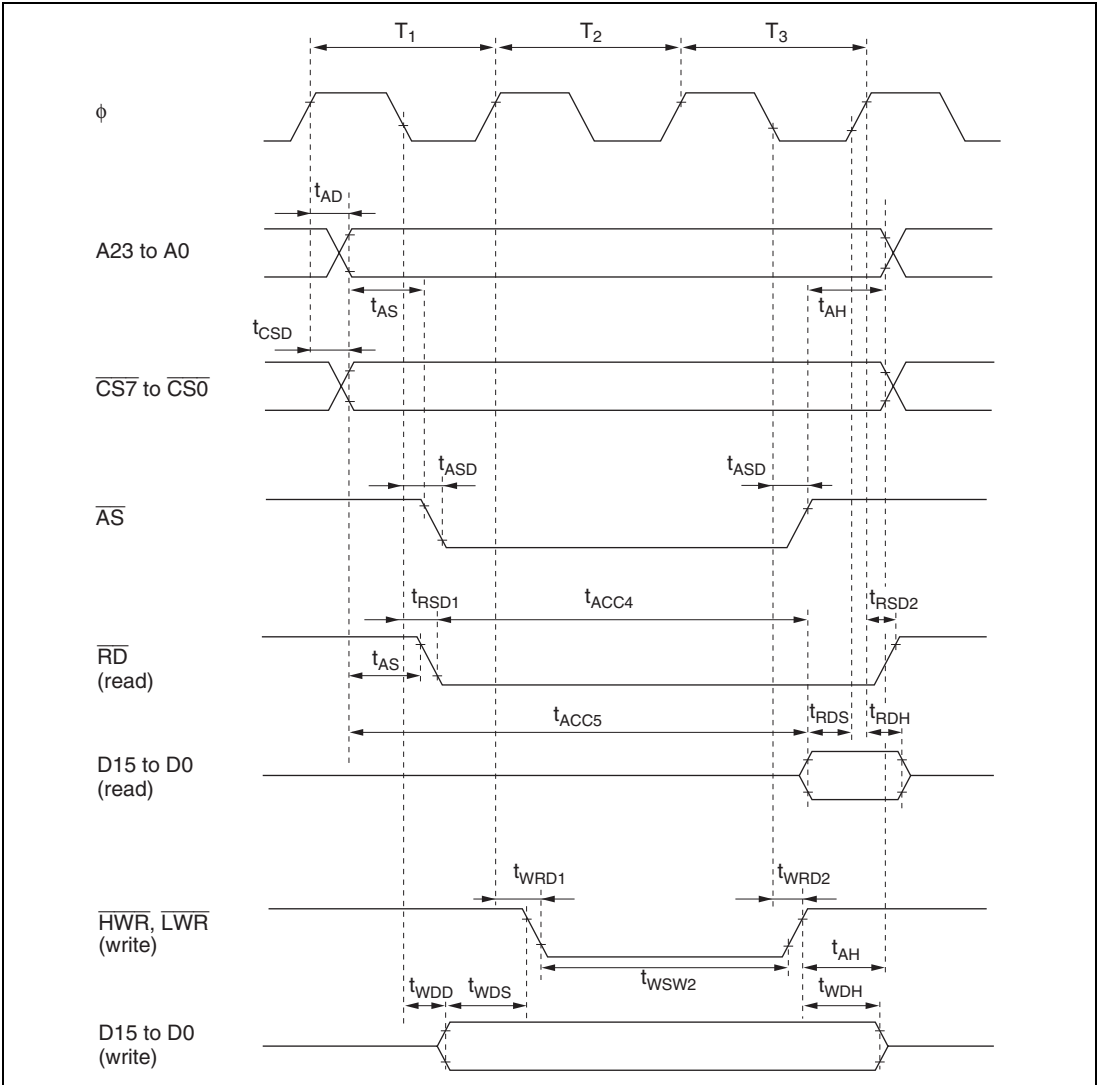 T1 T2 T3
ϕ
tAD
A23 to A0
tAS tAH
tCSD
CS7 to CS0
tASD tASD
AS
tRSD1 tACC4 tRSD2
RD
(read)
tAS
tACC5 tRDS tRDH
D15 to D0
(read)
tWRD1 tWRD2
HWR, LWR
(write)
tAH
tWSW2
tWDD tWDS tWDH
D15 to D0
(write)